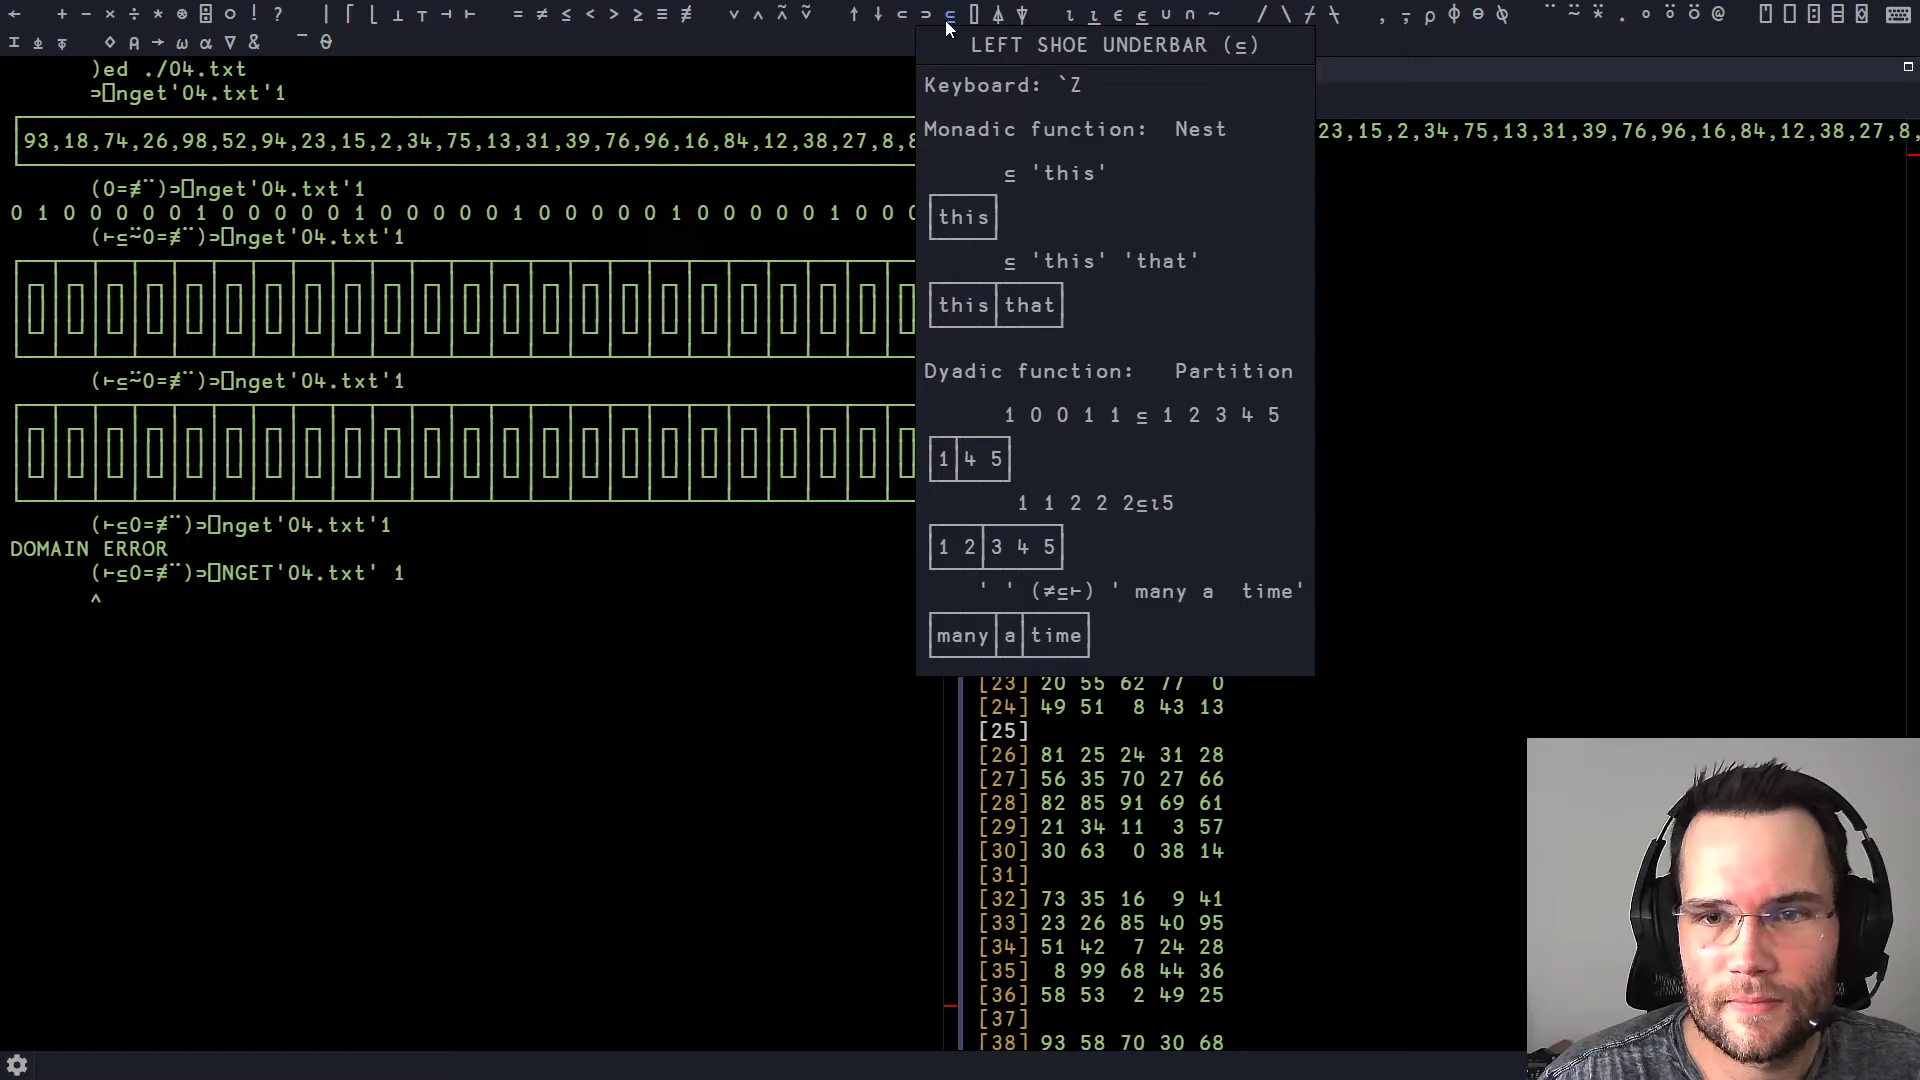 ← + - × ÷ * ⍟ ⌹ ○ ! ? | ⌈ ⌊ ⊥ ⊤ ⊣ ⊢ = ≠ ≤ < > ≥ ≡ ≢ ∨ ∧ ⍲ ⍱ ↑ ↓ ⊂ ⊃ ⊆ ⌷ ⍋ ⍒ ⍳ ⍸ ∊ ⍷ ∪ ∩ ~ / \ ⌿ ⍀ , ⍪ ⍴ ⌽ ⊖ ⍉ ¨ ⍨ ⍣ . ∘ ⍤ ⍥ @ ⍞ ⎕ ⍠ ⌸ ⌺
⌶ ⍎ ⍕ ⋄ ⍝ → ⍵ ⍺ ∇ & ¯ ⍬
LEFT SHOE UNDERBAR (⊆)
Keyboard: `Z
Monadic function: Nest
⊆ 'this'
this
⊆ 'this' 'that'
this that
Dyadic function: Partition
1 0 0 1 1 ⊆ 1 2 3 4 5
1 4 5
1 1 2 2 2⊆⍳5
1 2 3 4 5
' ' (≠⊆⊢) ' many a  time'
many a time
)ed ./04.txt
⊃⎕nget'04.txt'1
93,18,74,26,98,52,94,23,15,2,34,75,13,31,39,76,96,16,84,12,38,27,8,8
(0=≢¨)⊃⎕nget'04.txt'1
0 1 0 0 0 0 0 1 0 0 0 0 0 1 0 0 0 0 0 1 0 0 0 0 0 1 0 0 0 0 0 1 0 0 0
(⊢⊆⍨0=≢¨)⊃⎕nget'04.txt'1
(⊢⊆⍨0=≢¨)⊃⎕nget'04.txt'1
(⊢⊆0=≢¨)⊃⎕nget'04.txt'1
DOMAIN ERROR
(⊢⊆0=≢¨)⊃⎕NGET'04.txt' 1
^
23,15,2,34,75,13,31,39,76,96,16,84,12,38,27,8,
[23] 20 55 62 77  0
[24] 49 51  8 43 13
[25]
[26] 81 25 24 31 28
[27] 56 35 70 27 66
[28] 82 85 91 69 61
[29] 21 34 11  3 57
[30] 30 63  0 38 14
[31]
[32] 73 35 16  9 41
[33] 23 26 85 40 95
[34] 51 42  7 24 28
[35]  8 99 68 44 36
[36] 58 53  2 49 25
[37]
[38] 93 58 70 30 68